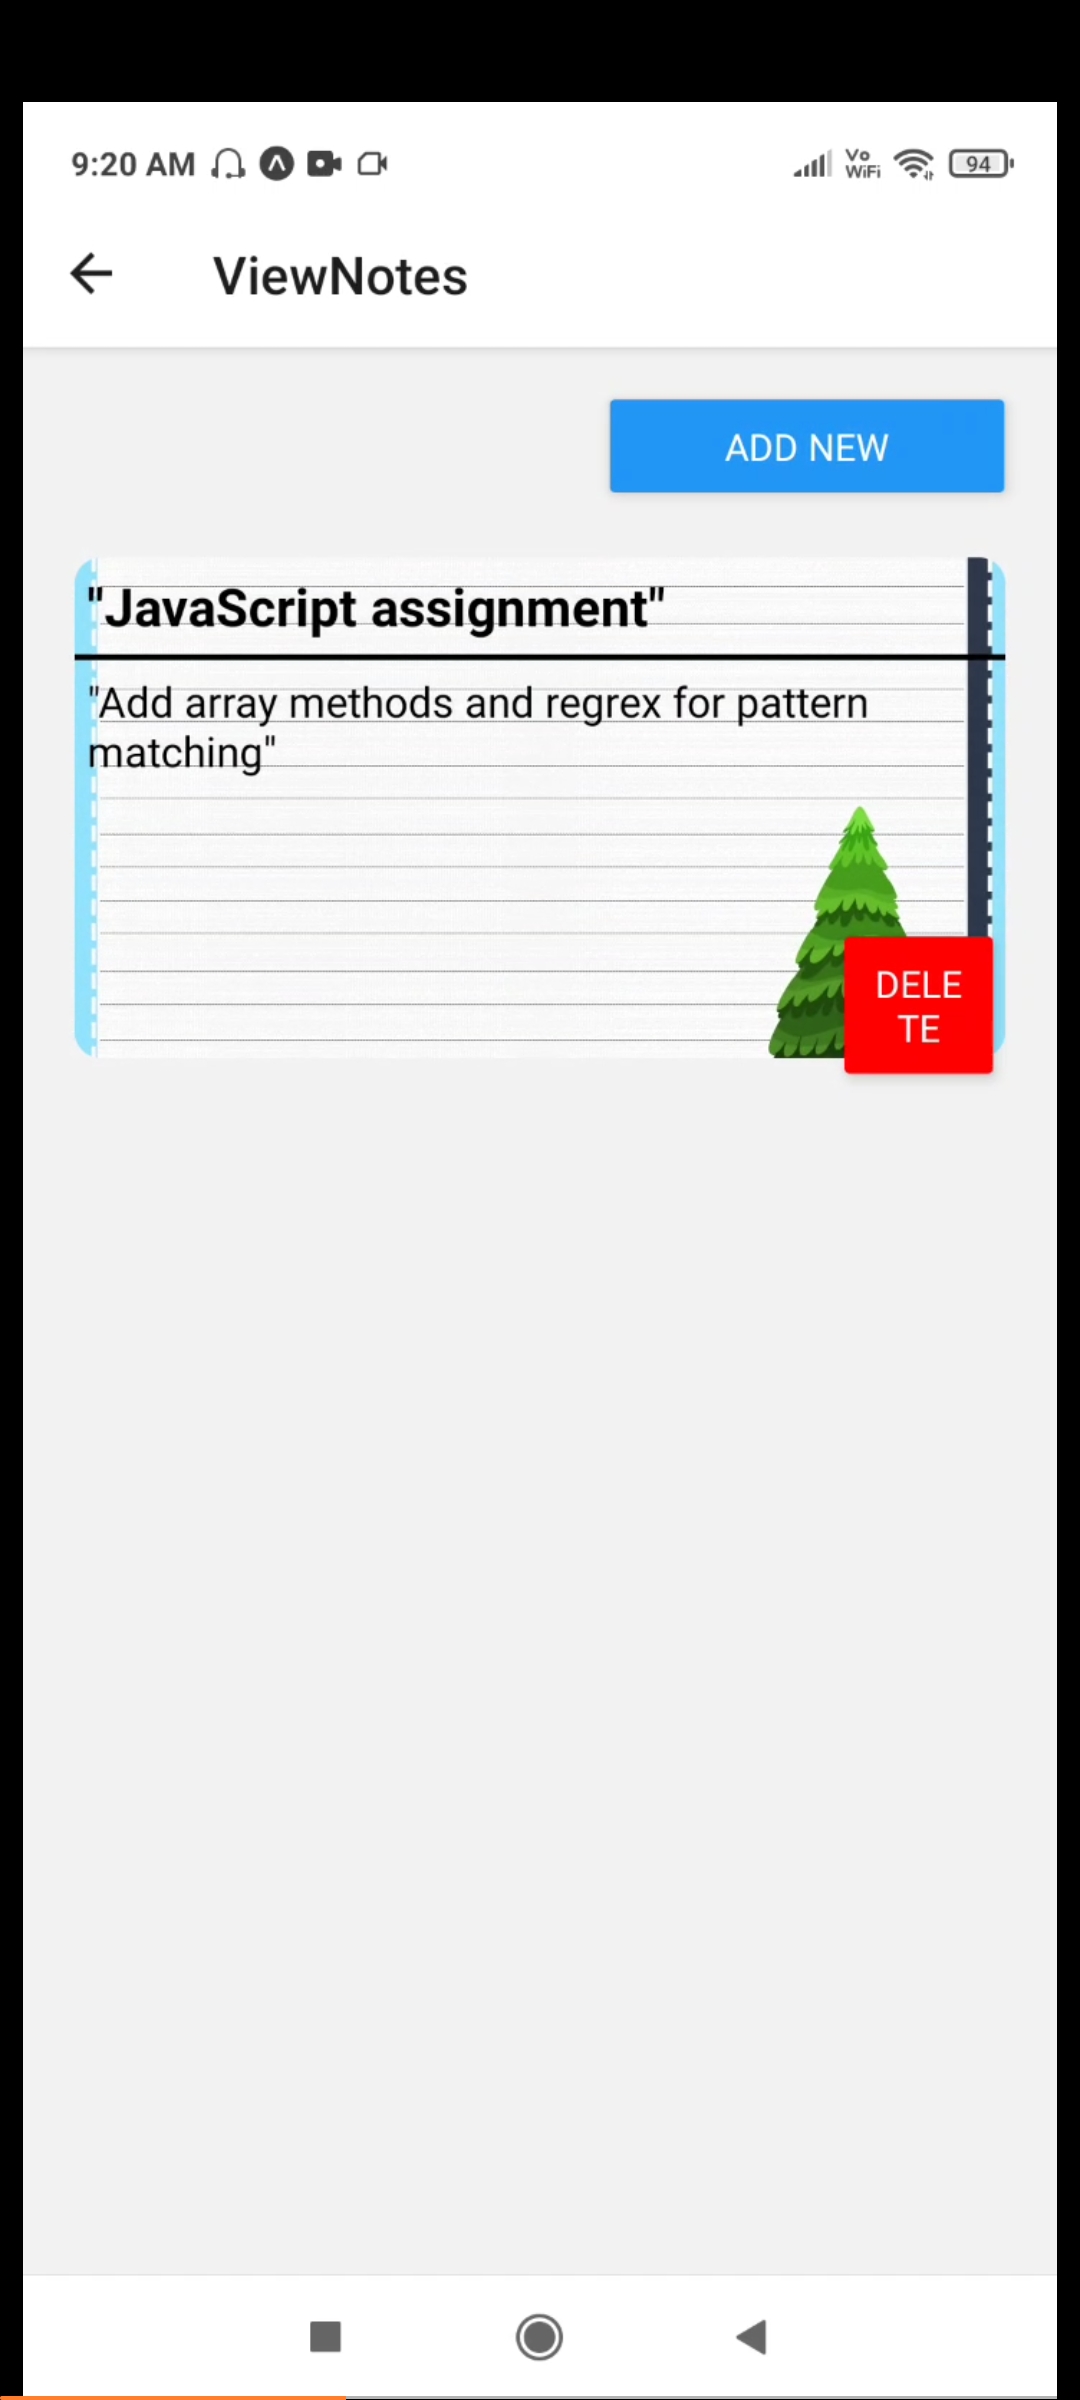 9:20 AM
Vo
WiFi
94
ViewNotes
ADD NEW
"JavaScript assignment"
"Add array methods and regrex for pattern
matching"
DELE
TE